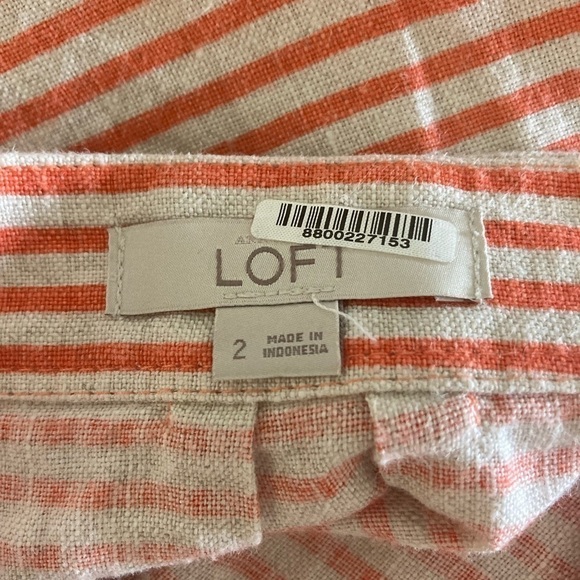 8800227153
LOFT
2
MADE IN
INDONESIA